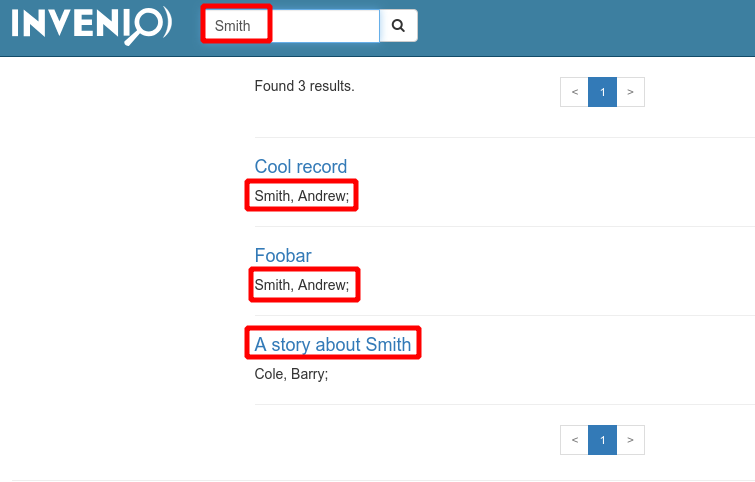 INVENIO
Smith
Found 3 results.
< 1 >
Cool record
Smith, Andrew;
Foobar
Smith, Andrew;
A story about Smith
Cole, Barry;
< 1 >